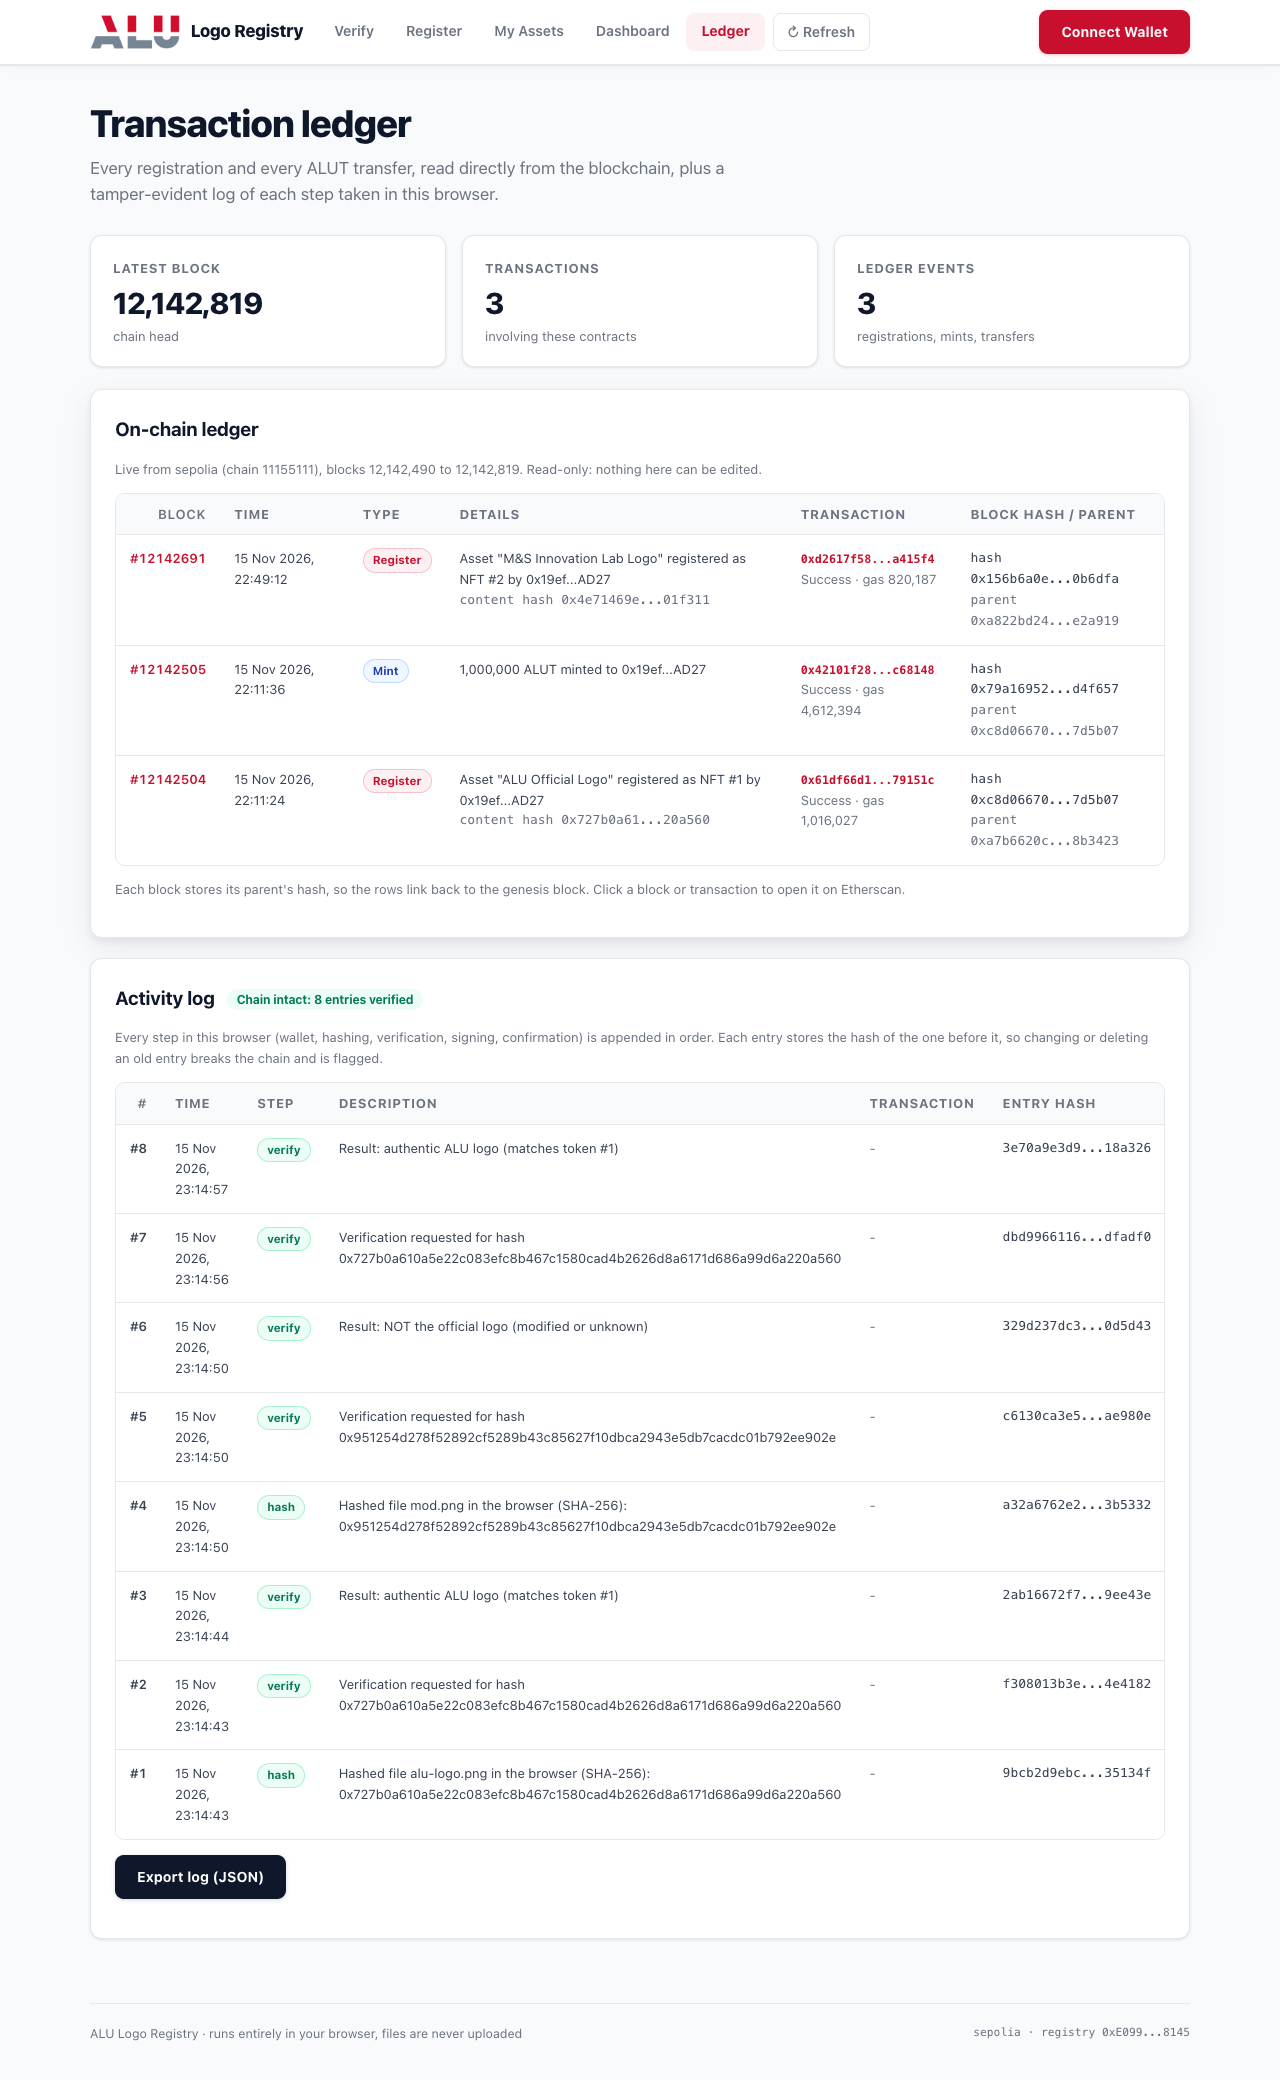 ALU Logo Registry Verify Register My Assets Dashboard Ledger ↻ Refresh Connect Wallet
Transaction ledger
Every registration and every ALUT transfer, read directly from the blockchain, plus a
tamper-evident log of each step taken in this browser.
LATEST BLOCK
12,142,819
chain head
TRANSACTIONS
3
involving these contracts
LEDGER EVENTS
3
registrations, mints, transfers
On-chain ledger
Live from sepolia (chain 11155111), blocks 12,142,490 to 12,142,819. Read-only: nothing here can be edited.
BLOCK TIME TYPE DETAILS TRANSACTION BLOCK HASH / PARENT
#12142691 15 Nov 2026, Register Asset "M&S Innovation Lab Logo" registered as 0xd2617f58...a415f4 hash
22:49:12 NFT #2 by 0x19ef...AD27 Success · gas 820,187 0x156b6a0e...0b6dfa
content hash 0x4e71469e...01f311 parent
0xa822bd24...e2a919
#12142505 15 Nov 2026, Mint 1,000,000 ALUT minted to 0x19ef...AD27 0x42101f28...c68148 hash
22:11:36 Success · gas 0x79a16952...d4f657
4,612,394 parent
0xc8d06670...7d5b07
#12142504 15 Nov 2026, Register Asset "ALU Official Logo" registered as NFT #1 by 0x61df66d1...79151c hash
22:11:24 0x19ef...AD27 Success · gas 0xc8d06670...7d5b07
content hash 0x727b0a61...20a560 1,016,027 parent
0xa7b6620c...8b3423
Each block stores its parent's hash, so the rows link back to the genesis block. Click a block or transaction to open it on Etherscan.
Activity log Chain intact: 8 entries verified
Every step in this browser (wallet, hashing, verification, signing, confirmation) is appended in order. Each entry stores the hash of the one before it, so changing or deleting
an old entry breaks the chain and is flagged.
# TIME STEP DESCRIPTION TRANSACTION ENTRY HASH
#8 15 Nov verify Result: authentic ALU logo (matches token #1) - 3e70a9e3d9...18a326
2026,
23:14:57
#7 15 Nov verify Verification requested for hash - dbd9966116...dfadf0
2026, 0x727b0a610a5e22c083efc8b467c1580cad4b2626d8a6171d686a99d6a220a560
23:14:56
#6 15 Nov verify Result: NOT the official logo (modified or unknown) - 329d237dc3...0d5d43
2026,
23:14:50
#5 15 Nov verify Verification requested for hash - c6130ca3e5...ae980e
2026, 0x951254d278f52892cf5289b43c85627f10dbca2943e5db7cacdc01b792ee902e
23:14:50
#4 15 Nov hash Hashed file mod.png in the browser (SHA-256): - a32a6762e2...3b5332
2026, 0x951254d278f52892cf5289b43c85627f10dbca2943e5db7cacdc01b792ee902e
23:14:50
#3 15 Nov verify Result: authentic ALU logo (matches token #1) - 2ab16672f7...9ee43e
2026,
23:14:44
#2 15 Nov verify Verification requested for hash - f308013b3e...4e4182
2026, 0x727b0a610a5e22c083efc8b467c1580cad4b2626d8a6171d686a99d6a220a560
23:14:43
#1 15 Nov hash Hashed file alu-logo.png in the browser (SHA-256): - 9bcb2d9ebc...35134f
2026, 0x727b0a610a5e22c083efc8b467c1580cad4b2626d8a6171d686a99d6a220a560
23:14:43
Export log (JSON)
ALU Logo Registry · runs entirely in your browser, files are never uploaded sepolia · registry 0xE099...8145